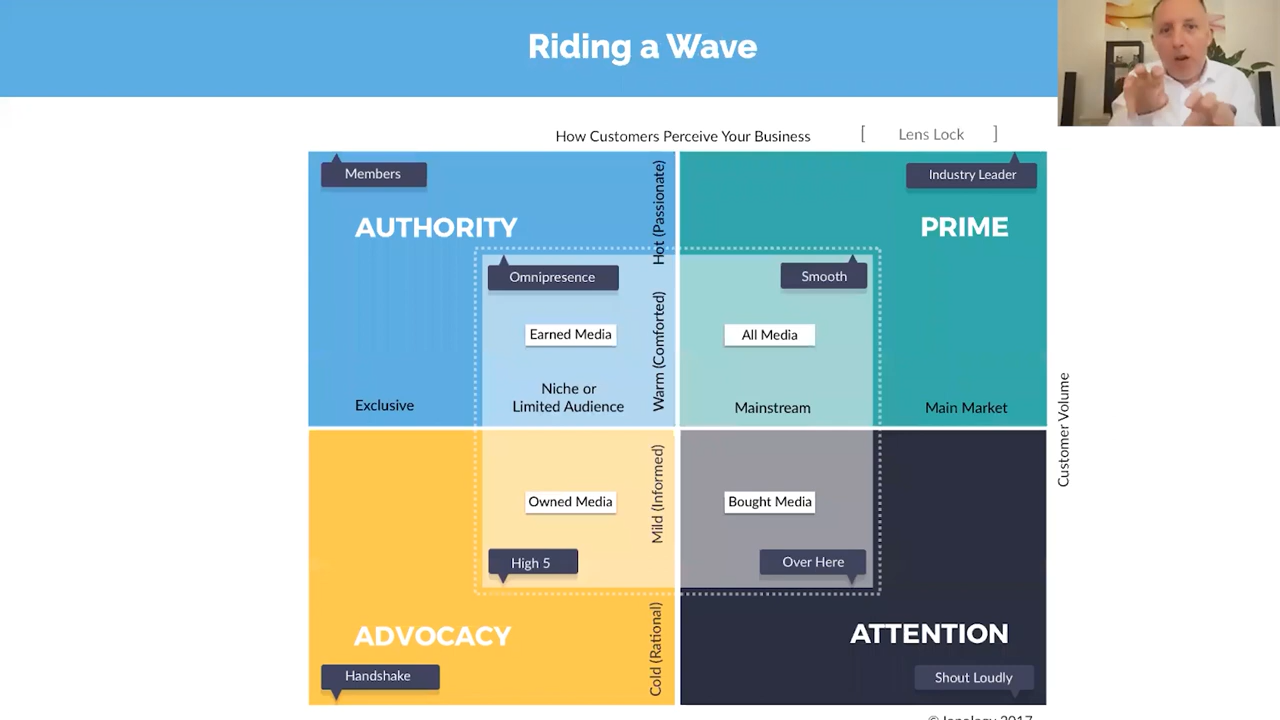 Riding a Wave
How Customers Perceive Your Business
[ Lens Lock ]
Members
Industry Leader
AUTHORITY
PRIME
Hot (Passionate)
Omnipresence
Smooth
Earned Media
All Media
Warm (Comforted)
Exclusive
Niche or
Limited Audience
Mainstream
Main Market
Customer Volume
Owned Media
Bought Media
Mild (Informed)
High 5
Over Here
ADVOCACY
ATTENTION
Cold (Rational)
Handshake
Shout Loudly
© Jonology 2017